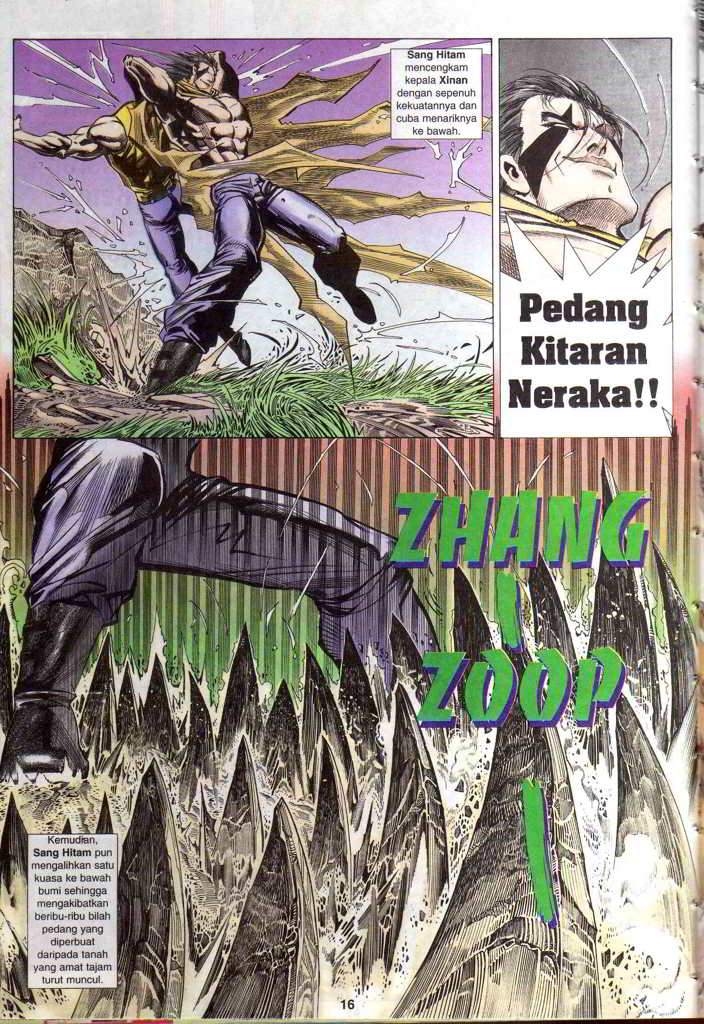 Sang Hitam
mencengkam
kepala Xinan
dengan sepenuh
kekuatannya dan
cuba menariknya
ke bawah.
Pedang
Kitaran
Neraka!!
ZHANG
ZOOP
Kemudian,
Sang Hitam pun
mengalihkan satu
kuasa ke bawah
bumi sehingga
mengakibatkan
beribu-ribu bilah
pedang yang
diperbuat
daripada tanah
yang amat tajam
turut muncul.
16